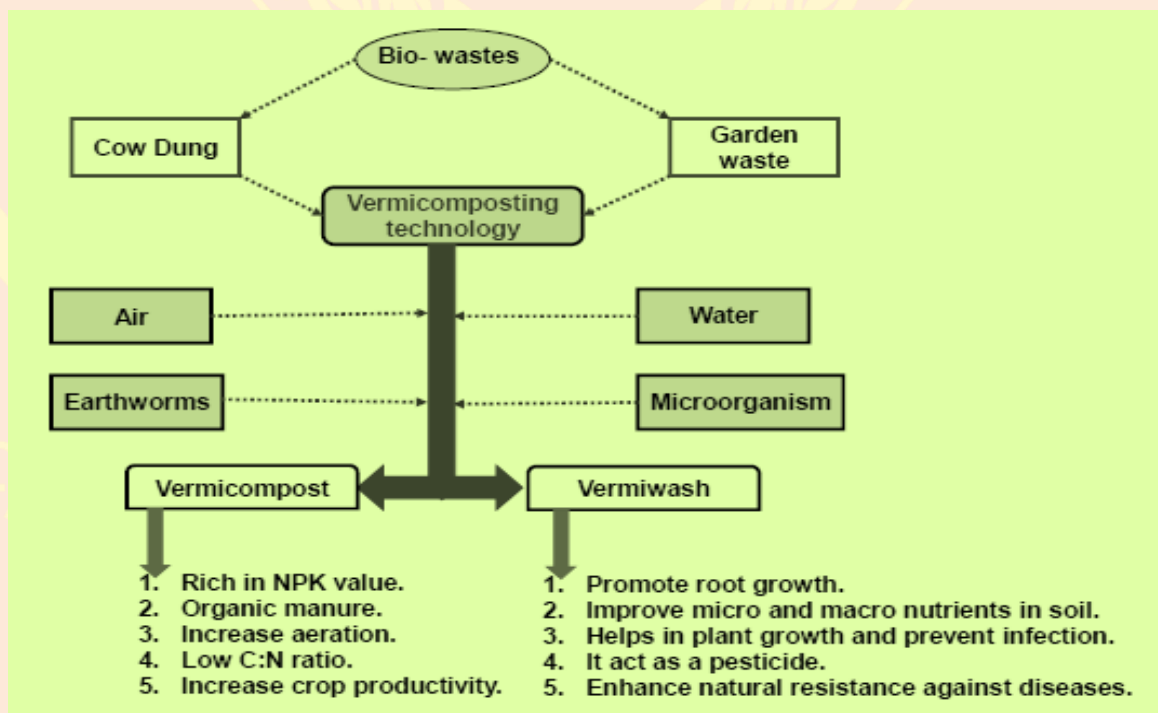 Bio- wastes
Cow Dung
Garden
waste
Vermicomposting
technology
Air
Water
Earthworms
Microorganism
Vermicompost
Vermiwash
1. Rich in NPK value.
2. Organic manure.
3. Increase aeration.
4. Low C:N ratio.
5. Increase crop productivity.
1. Promote root growth.
2. Improve micro and macro nutrients in soil.
3. Helps in plant growth and prevent infection.
4. It act as a pesticide.
5. Enhance natural resistance against diseases.